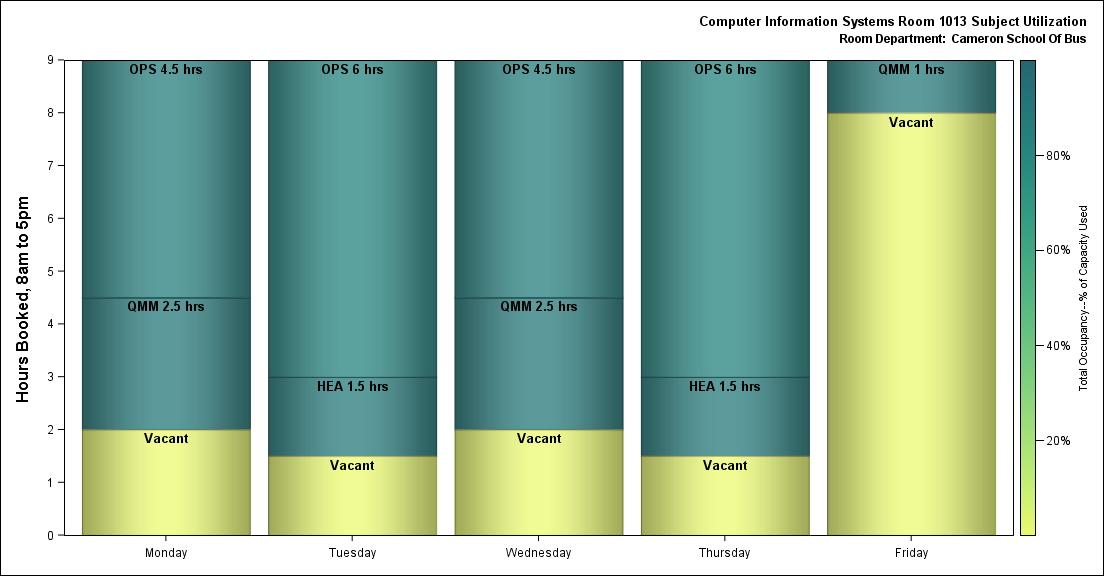 Computer Information Systems Room 1013 Subject Utilization
Room Department: Cameron School Of Bus
Hours Booked, 8am to 5pm
9
8
7
6
5
4
3
2
1
0
OPS 4.5 hrs
QMM 2.5 hrs
Vacant
OPS 6 hrs
HEA 1.5 hrs
Vacant
OPS 4.5 hrs
QMM 2.5 hrs
Vacant
OPS 6 hrs
HEA 1.5 hrs
Vacant
QMM 1 hrs
Vacant
Monday
Tuesday
Wednesday
Thursday
Friday
80%
60%
40%
20%
Total Occupancy--% of Capacity Used